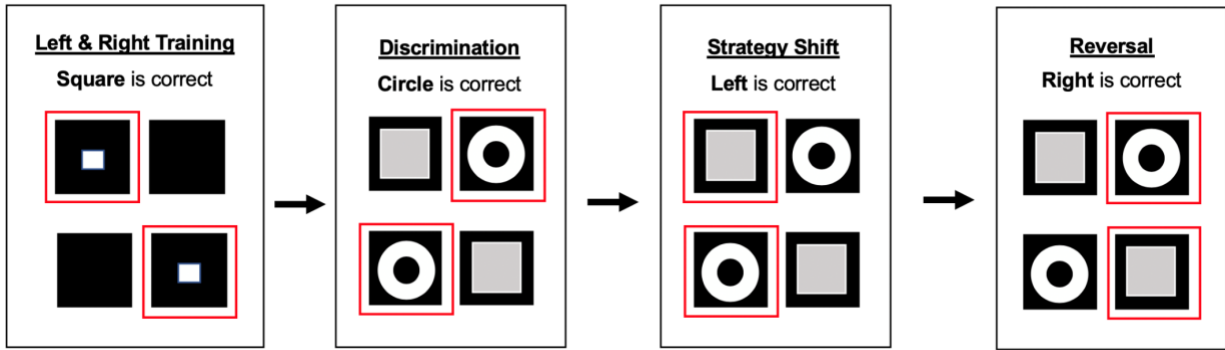 Left & Right Training
Square is correct
Discrimination
Circle is correct
Strategy Shift
Left is correct
Reversal
Right is correct